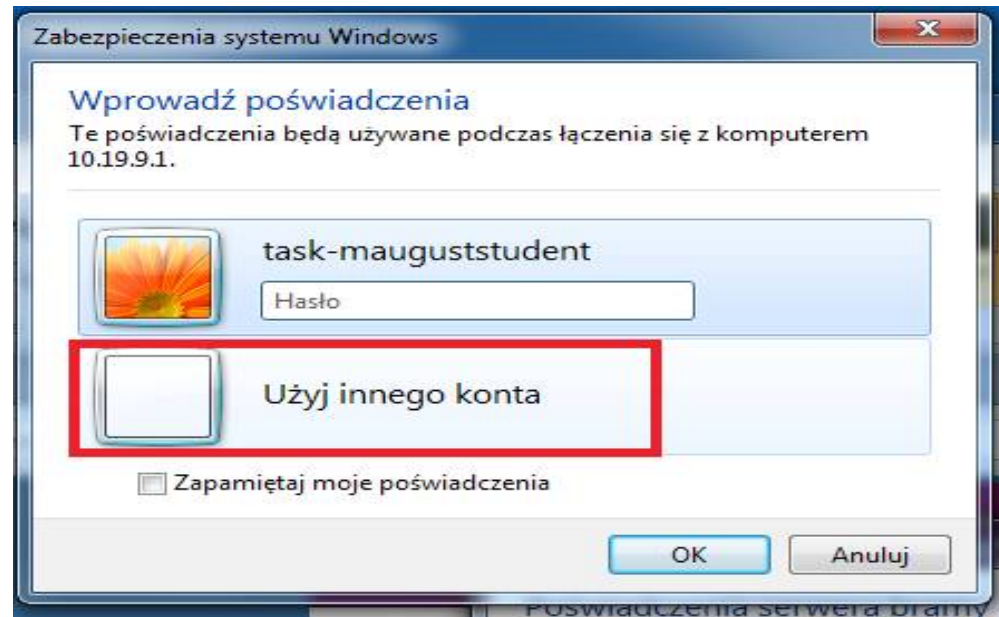 Zabezpieczenia systemu Windows
Wprowadź poświadczenia
Te poświadczenia będą używane podczas łączenia się z komputerem
10.19.9.1.
task-mauguststudent
Hasło
Użyj innego konta
Zapamiętaj moje poświadczenia
OK Anuluj
Poświadczenia serwera bramy